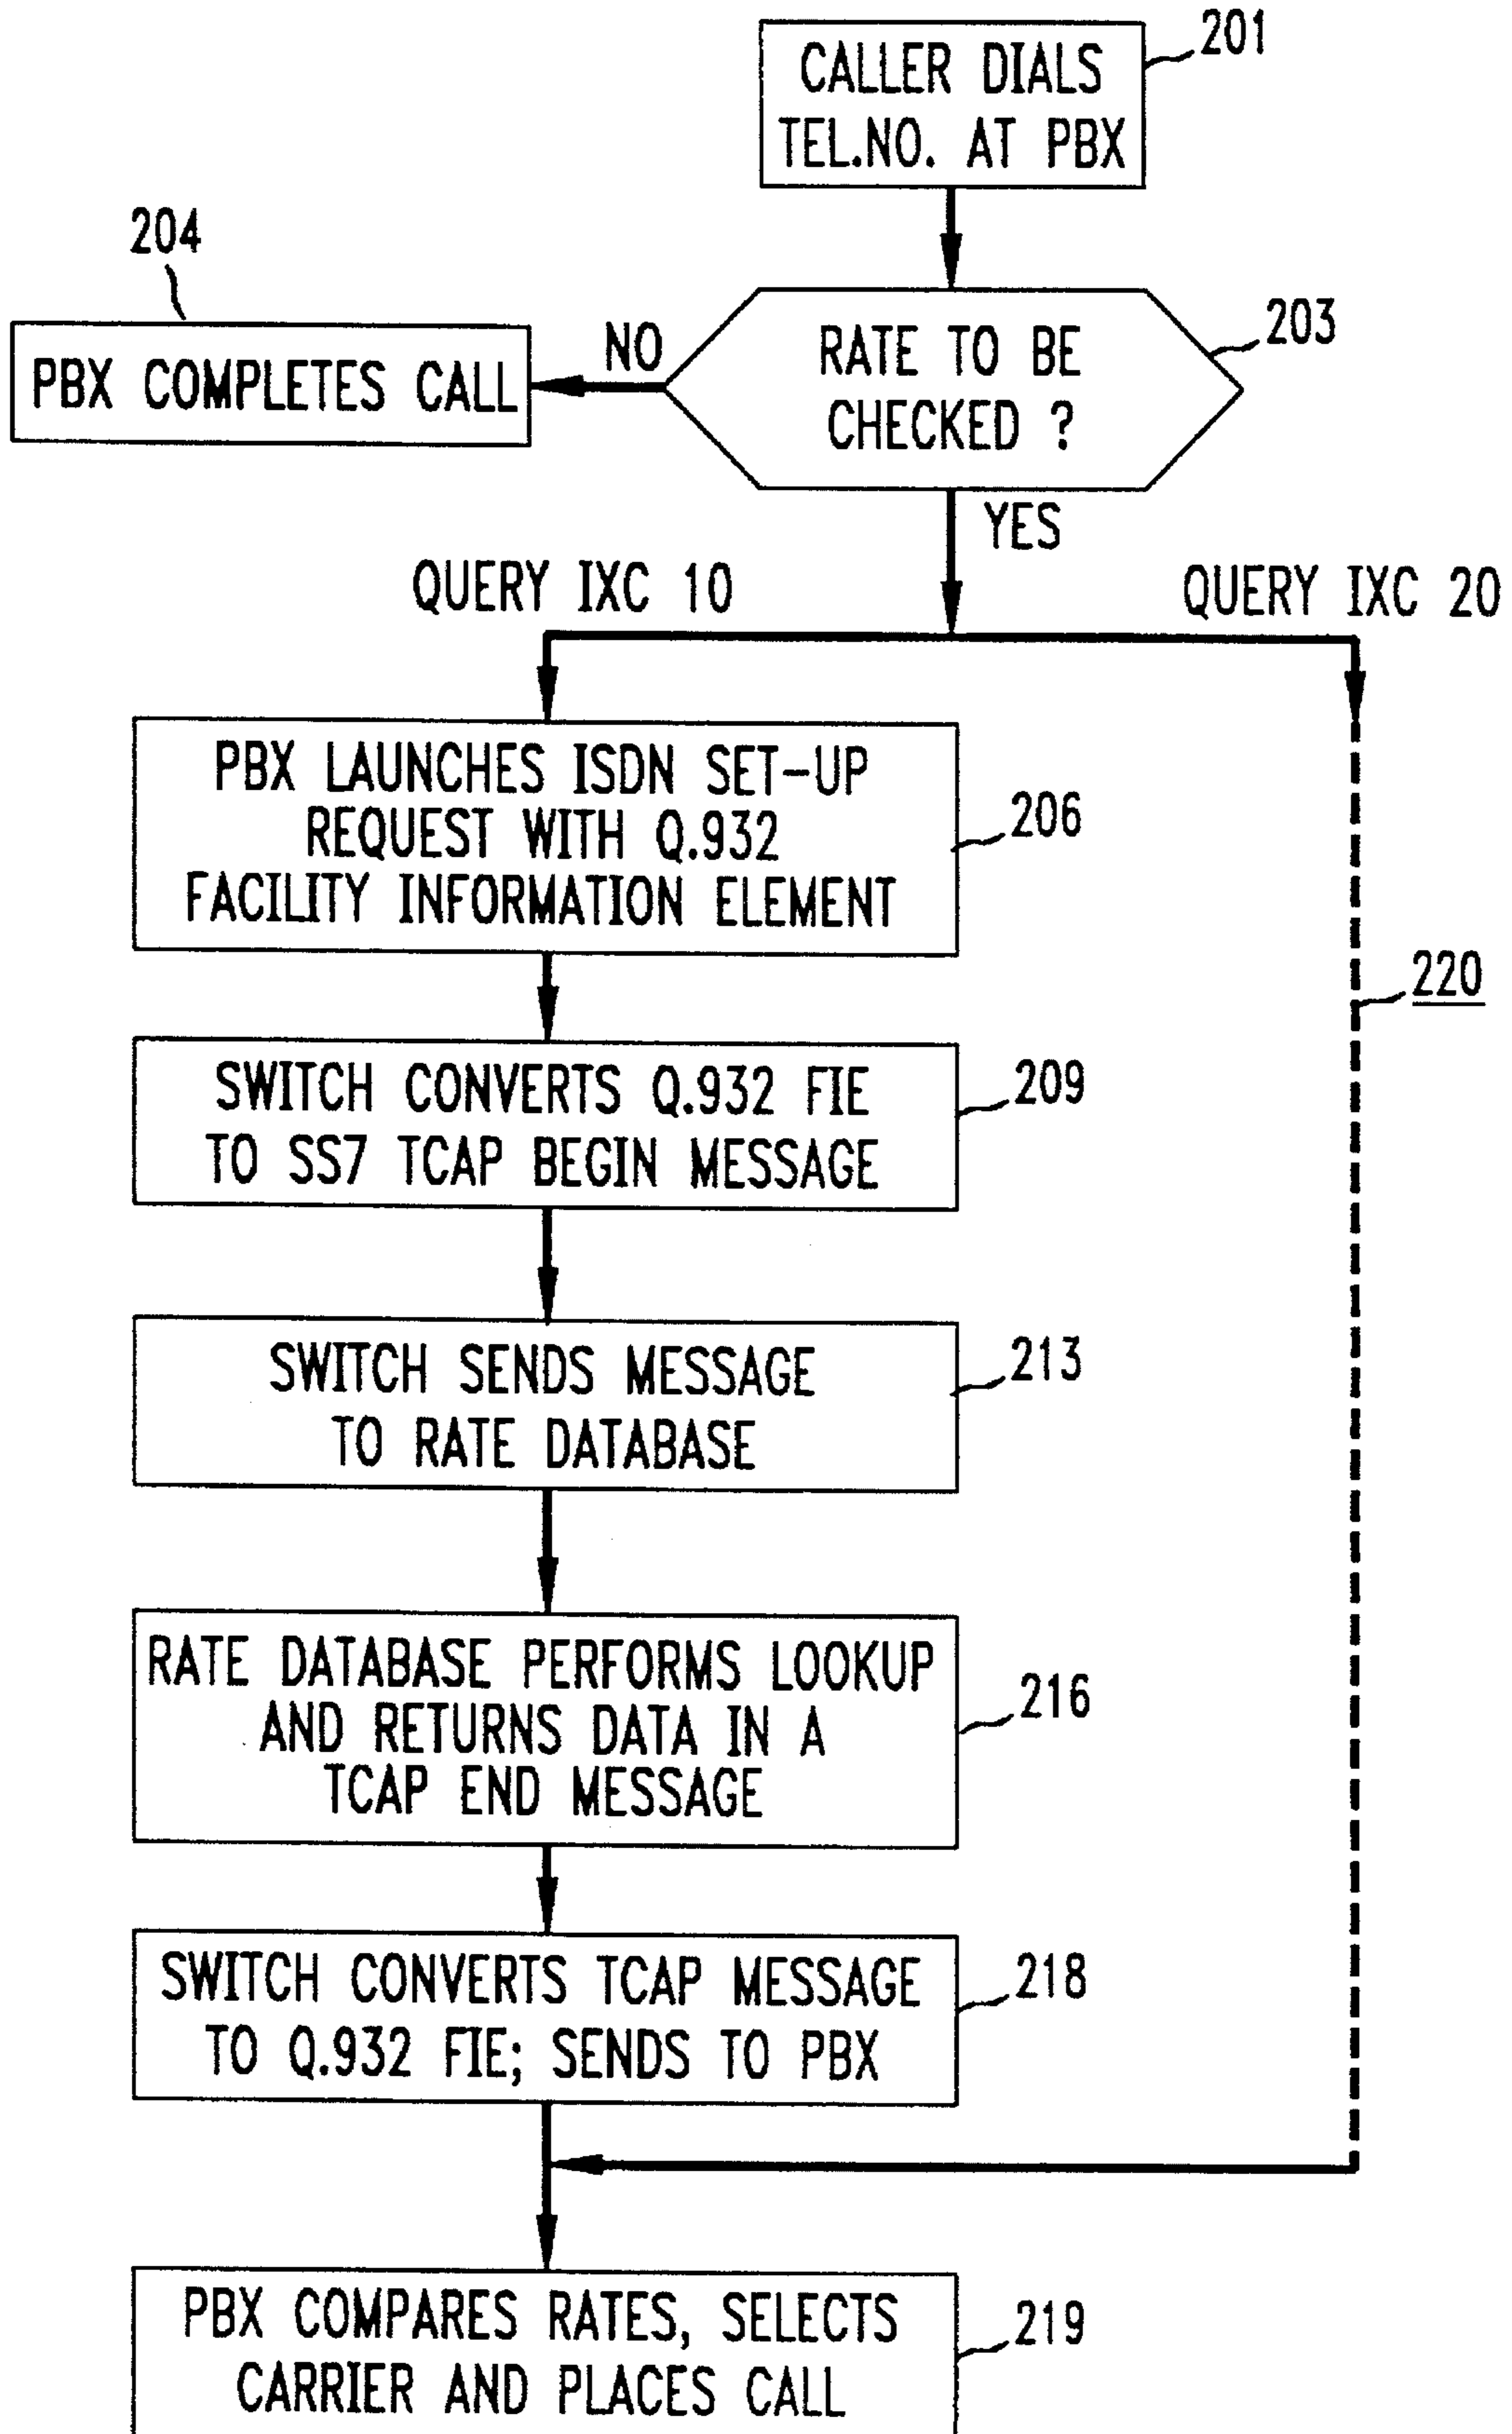 201
CALLER DIALS
TEL.NO. AT PBX
204
PBX COMPLETES CALL
NO
RATE TO BE
CHECKED ?
203
YES
QUERY IXC 10
QUERY IXC 20
PBX LAUNCHES ISDN SET-UP
REQUEST WITH Q.932
FACILITY INFORMATION ELEMENT
206
220
SWITCH CONVERTS Q.932 FIE
TO SS7 TCAP BEGIN MESSAGE
209
SWITCH SENDS MESSAGE
TO RATE DATABASE
213
RATE DATABASE PERFORMS LOOKUP
AND RETURNS DATA IN A
TCAP END MESSAGE
216
SWITCH CONVERTS TCAP MESSAGE
TO Q.932 FIE; SENDS TO PBX
218
PBX COMPARES RATES, SELECTS
CARRIER AND PLACES CALL
219